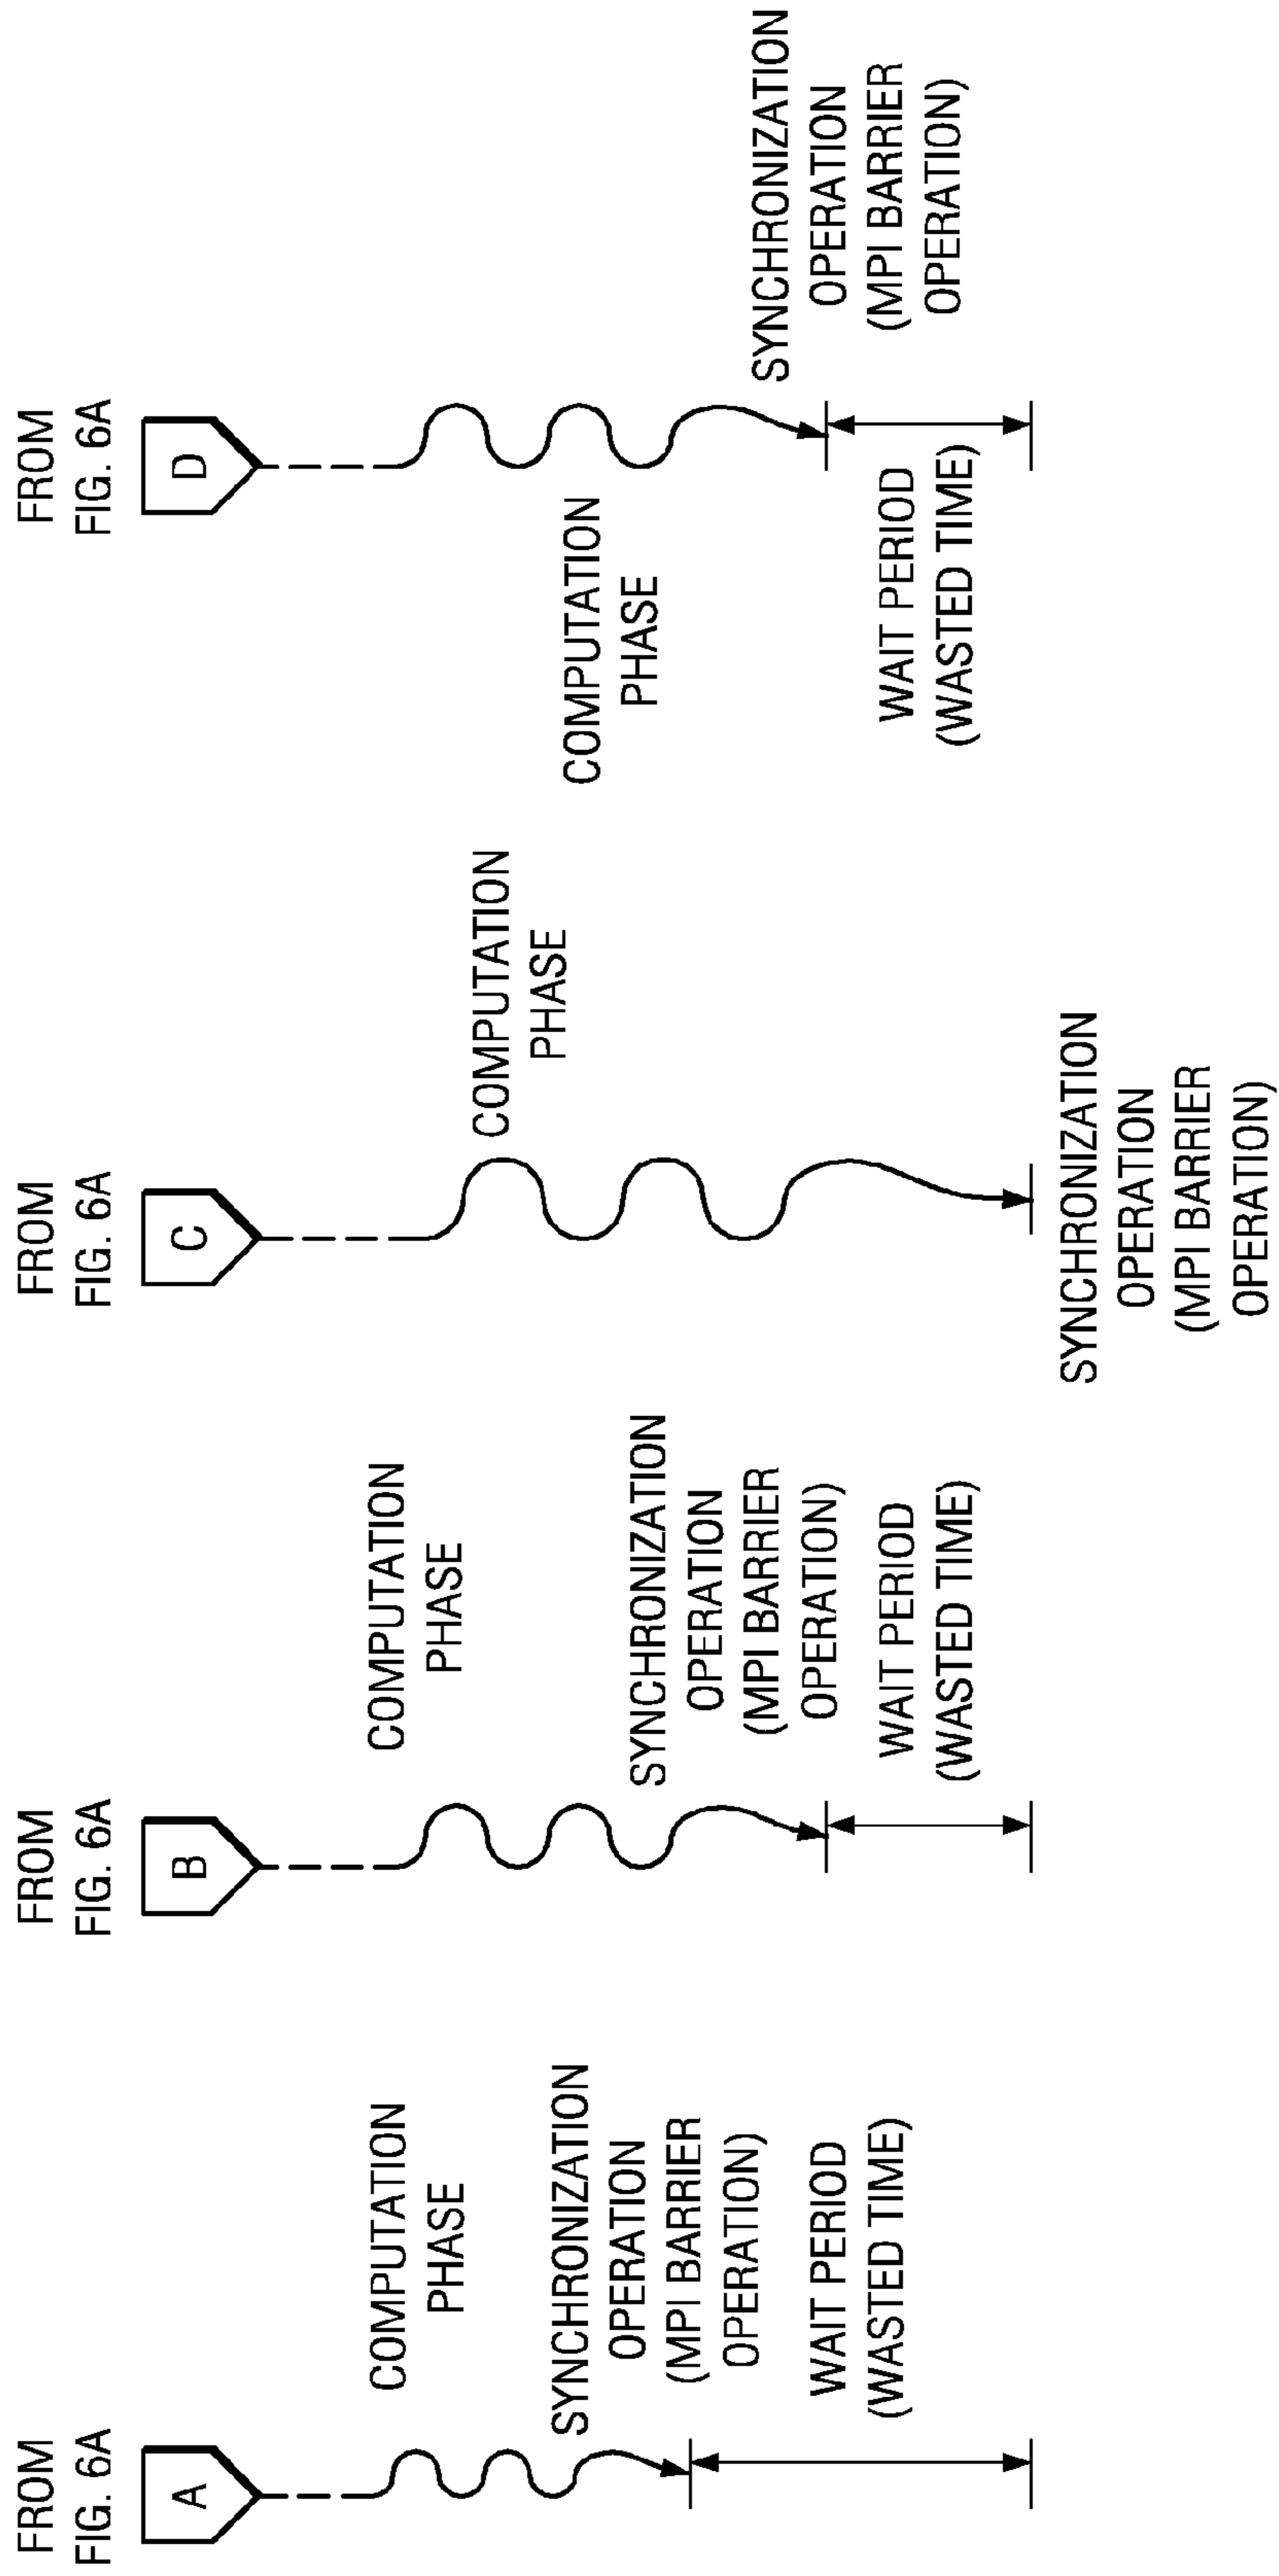 FROM
FIG. 6A
A
COMPUTATION
PHASE
SYNCHRONIZATION
OPERATION
(MPI BARRIER
OPERATION)
WAIT PERIOD
(WASTED TIME)
FROM
FIG. 6A
B
COMPUTATION
PHASE
SYNCHRONIZATION
OPERATION
(MPI BARRIER
OPERATION)
WAIT PERIOD
(WASTED TIME)
FROM
FIG. 6A
C
COMPUTATION
PHASE
SYNCHRONIZATION
OPERATION
(MPI BARRIER
OPERATION)
FROM
FIG. 6A
D
COMPUTATION
PHASE
SYNCHRONIZATION
OPERATION
(MPI BARRIER
OPERATION)
WAIT PERIOD
(WASTED TIME)